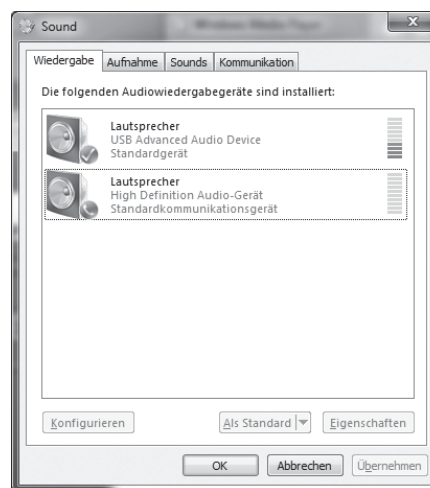 Sound
Wiedergabe Aufnahme Sounds Kommunikation
Die folgenden Audiowiedergabegeräte sind installiert:
Lautsprecher
USB Advanced Audio Device
Standardgerät
Lautsprecher
High Definition Audio-Gerät
Standardkommunikationsgerät
Konfigurieren Als Standard Eigenschaften
OK Abbrechen Übernehmen